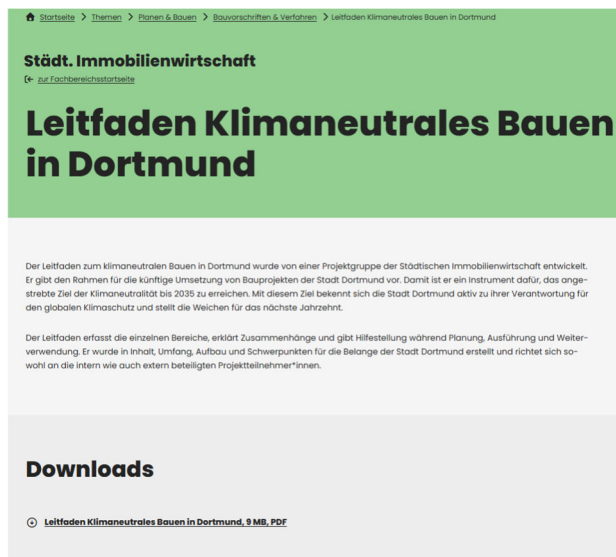 Startseite > Themen > Planen & Bauen > Bauvorschriften & Verfahren > Leitfaden Klimaneutrales Bauen in Dortmund
Städt. Immobilienwirtschaft
zur Fachbereichsstartseite
Leitfaden Klimaneutrales Bauen
in Dortmund
Der Leitfaden zum klimaneutralen Bauen in Dortmund wurde von einer Projektgruppe der Städtischen Immobilienwirtschaft entwickelt.
Er gibt den Rahmen für die künftige Umsetzung von Bauprojekten der Stadt Dortmund vor. Damit ist er ein Instrument dafür, das ange-
strebte Ziel der Klimaneutralität bis 2035 zu erreichen. Mit diesem Ziel bekennt sich die Stadt Dortmund aktiv zu ihrer Verantwortung für
den globalen Klimaschutz und stellt die Weichen für das nächste Jahrzehnt.
Der Leitfaden erfasst die einzelnen Bereiche, erklärt Zusammenhänge und gibt Hilfestellung während Planung, Ausführung und Weiter-
verwendung. Er wurde in Inhalt, Umfang, Aufbau und Schwerpunkten für die Belange der Stadt Dortmund erstellt und richtet sich so-
wohl an die intern wie auch extern beteiligten Projektteilnehmer*innen.
Downloads
Leitfaden Klimaneutrales Bauen in Dortmund, 9 MB, PDF